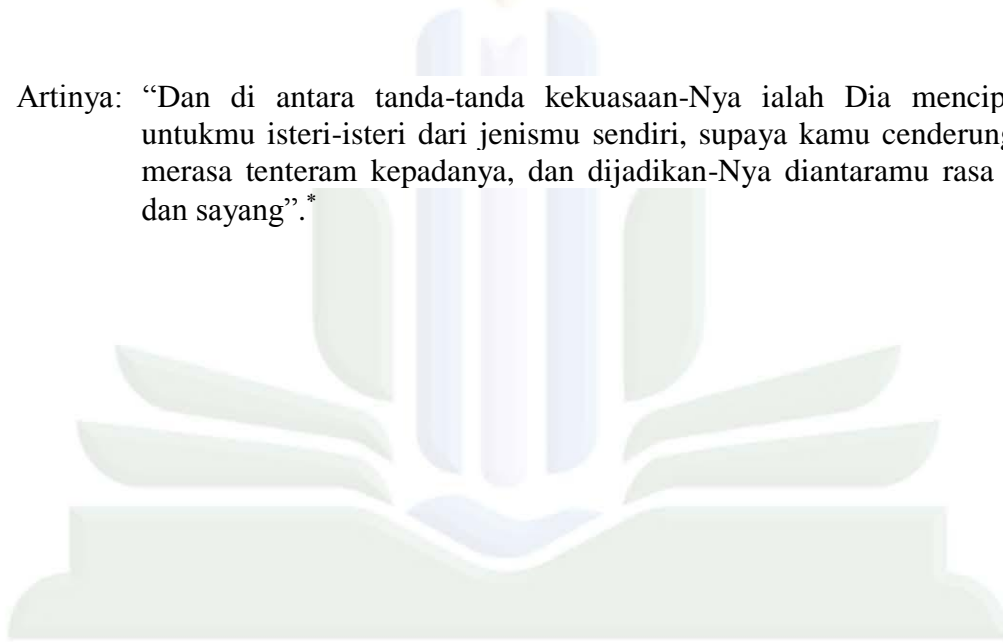 Artinya: “Dan di antara tanda-tanda kekuasaan-Nya ialah Dia mencip
untukmu isteri-isteri dari jenismu sendiri, supaya kamu cenderung
merasa tenteram kepadanya, dan dijadikan-Nya diantaramu rasa
dan sayang”.*